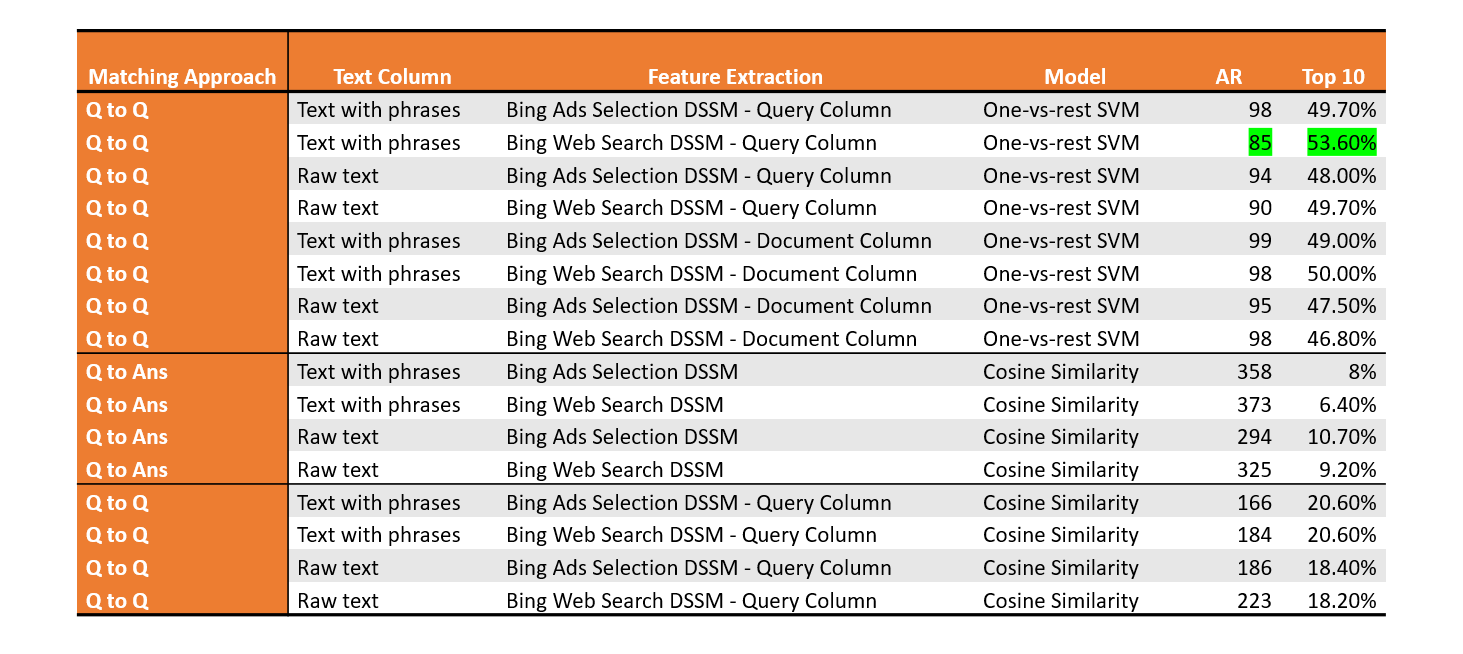 Matching Approach Text Column Feature Extraction Model AR Top 10
Q to Q Text with phrases Bing Ads Selection DSSM - Query Column One-vs-rest SVM 98 49.70%
Q to Q Text with phrases Bing Web Search DSSM - Query Column One-vs-rest SVM 85 53.60%
Q to Q Raw text Bing Ads Selection DSSM - Query Column One-vs-rest SVM 94 48.00%
Q to Q Raw text Bing Web Search DSSM - Query Column One-vs-rest SVM 90 49.70%
Q to Q Text with phrases Bing Ads Selection DSSM - Document Column One-vs-rest SVM 99 49.00%
Q to Q Text with phrases Bing Web Search DSSM - Document Column One-vs-rest SVM 98 50.00%
Q to Q Raw text Bing Ads Selection DSSM - Document Column One-vs-rest SVM 95 47.50%
Q to Q Raw text Bing Web Search DSSM - Document Column One-vs-rest SVM 98 46.80%
Q to Ans Text with phrases Bing Ads Selection DSSM Cosine Similarity 358 8%
Q to Ans Text with phrases Bing Web Search DSSM Cosine Similarity 373 6.40%
Q to Ans Raw text Bing Ads Selection DSSM Cosine Similarity 294 10.70%
Q to Ans Raw text Bing Web Search DSSM Cosine Similarity 325 9.20%
Q to Q Text with phrases Bing Ads Selection DSSM - Query Column Cosine Similarity 166 20.60%
Q to Q Text with phrases Bing Web Search DSSM - Query Column Cosine Similarity 184 20.60%
Q to Q Raw text Bing Ads Selection DSSM - Query Column Cosine Similarity 186 18.40%
Q to Q Raw text Bing Web Search DSSM - Query Column Cosine Similarity 223 18.20%